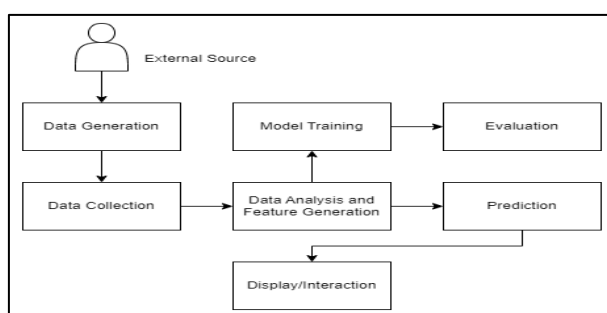 External Source
Data Generation
Model Training
Evaluation
Data Collection
Data Analysis and
Feature Generation
Prediction
Display/Interaction